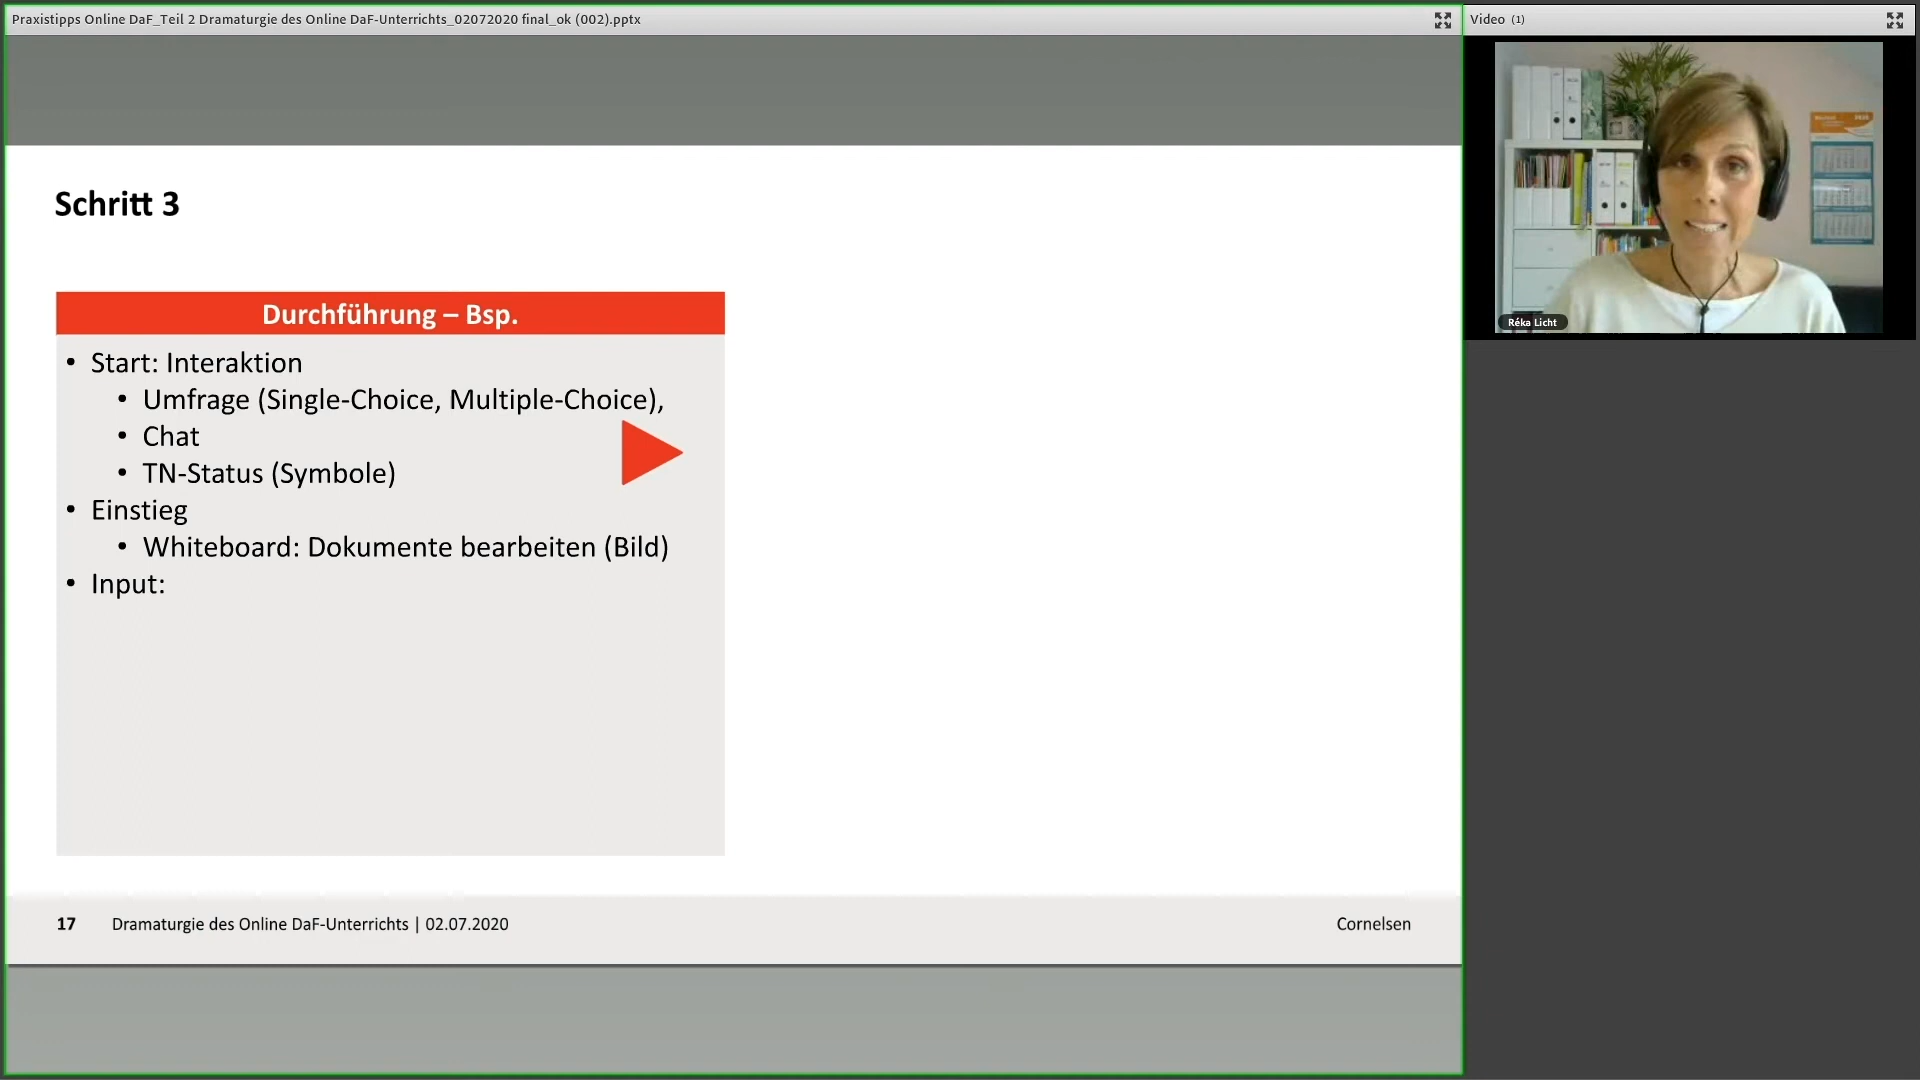 Praxistipps Online DaF_Teil 2 Dramaturgie des Online DaF-Unterrichts_02072020 final_ok (002).pptx
Video (1)
Réka Licht
Schritt 3
Durchführung – Bsp.
• Start: Interaktion
• Umfrage (Single-Choice, Multiple-Choice),
• Chat
• TN-Status (Symbole)
• Einstieg
• Whiteboard: Dokumente bearbeiten (Bild)
• Input:
17 Dramaturgie des Online DaF-Unterrichts | 02.07.2020 Cornelsen